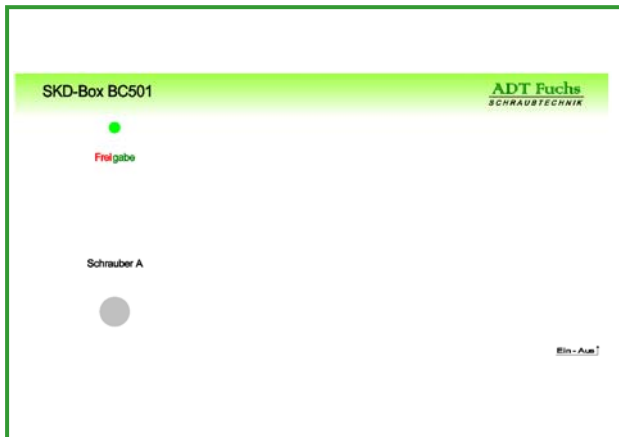 SKD-Box BC501
ADT Fuchs
SCHRAUBTECHNIK
Freigabe
Schrauber A
Ein - Aus